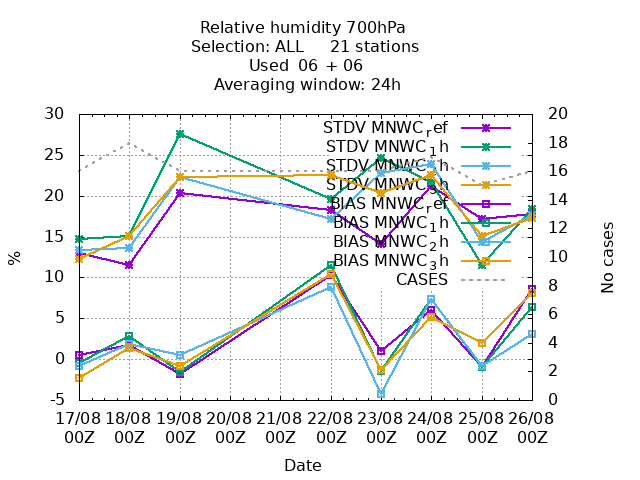 Relative humidity 700hPa
Selection: ALL 21 stations
Used 06 + 06
Averaging window: 24h
30
25
20
15
10
5
0
-5
%
20
18
16
14
12
10
8
6
4
2
0
No cases
STDV MNWC_ref
STDV MNWC_1h
STDV MNWC_2h
STDV MNWC_3h
BIAS MNWC_ref
BIAS MNWC_1h
BIAS MNWC_2h
BIAS MNWC_3h
CASES
17/08 18/08 19/08 20/08 21/08 22/08 23/08 24/08 25/08 26/08
00Z 00Z 00Z 00Z 00Z 00Z 00Z 00Z 00Z 00Z
Date